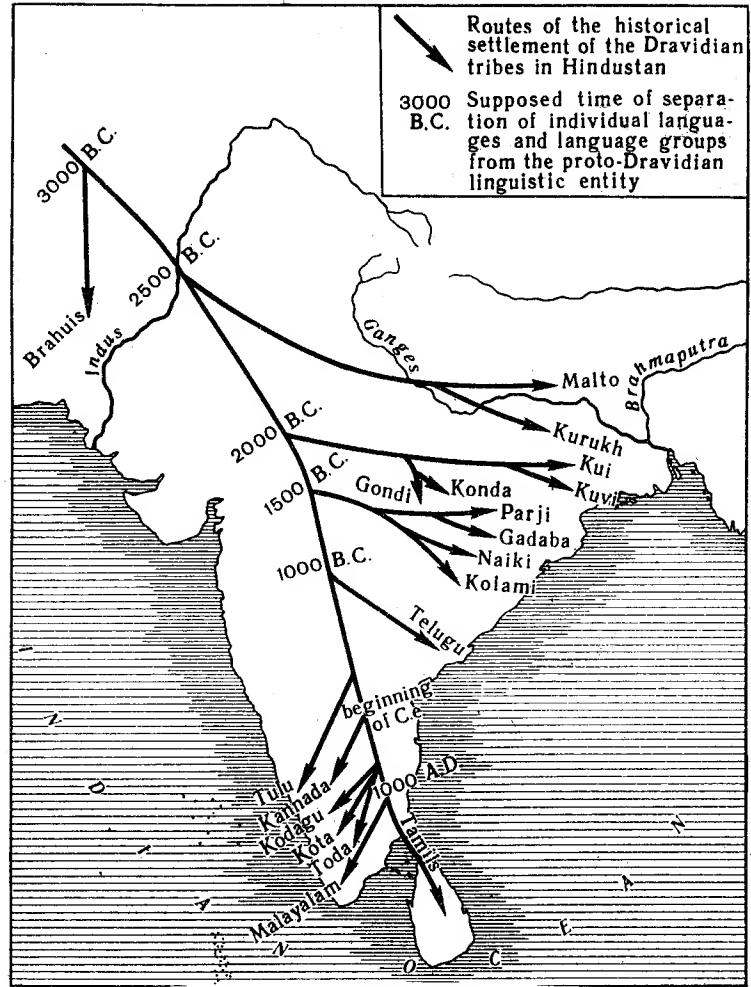 Routes of the historical
settlement of the Dravidian
tribes in Hindustan
3000 Supposed time of separa-
B.C. tion of individual langua-
ges and language groups
from the proto-Dravidian
linguistic entity
3000 B.C.
2500 B.C.
Brahuis
Indus
Ganges
Brahmaputra
Malto
Kurukh
2000 B.C.
Kui
Kuvi
Gondi
Konda
1500 B.C.
Parji
Gadaba
Naiki
Kolami
1000 B.C.
Telugu
beginning
of C.e
Tulu
Kannada
Kodagu
Kota
Toda
Malayalam
1000 A.D
Tamils
INDIAN
OCEAN